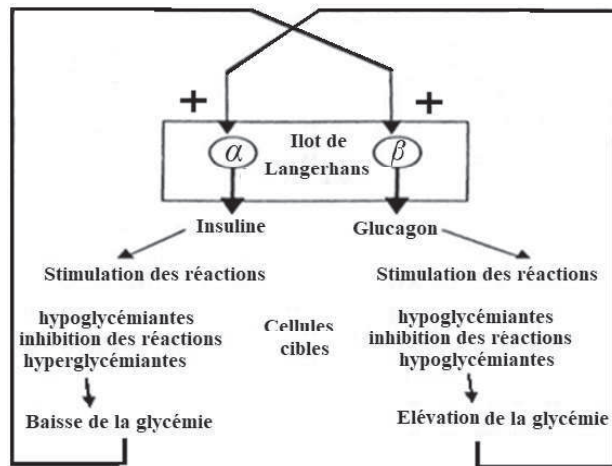 +
+
Ilot de
Langerhans
α
β
Insuline
Glucagon
Stimulation des réactions
hypoglycémiantes
inhibition des réactions
hyperglycémiantes
Cellules
cibles
Stimulation des réactions
hypoglycémiantes
inhibition des réactions
hypoglycémiantes
Baisse de la glycémie
Elévation de la glycémie